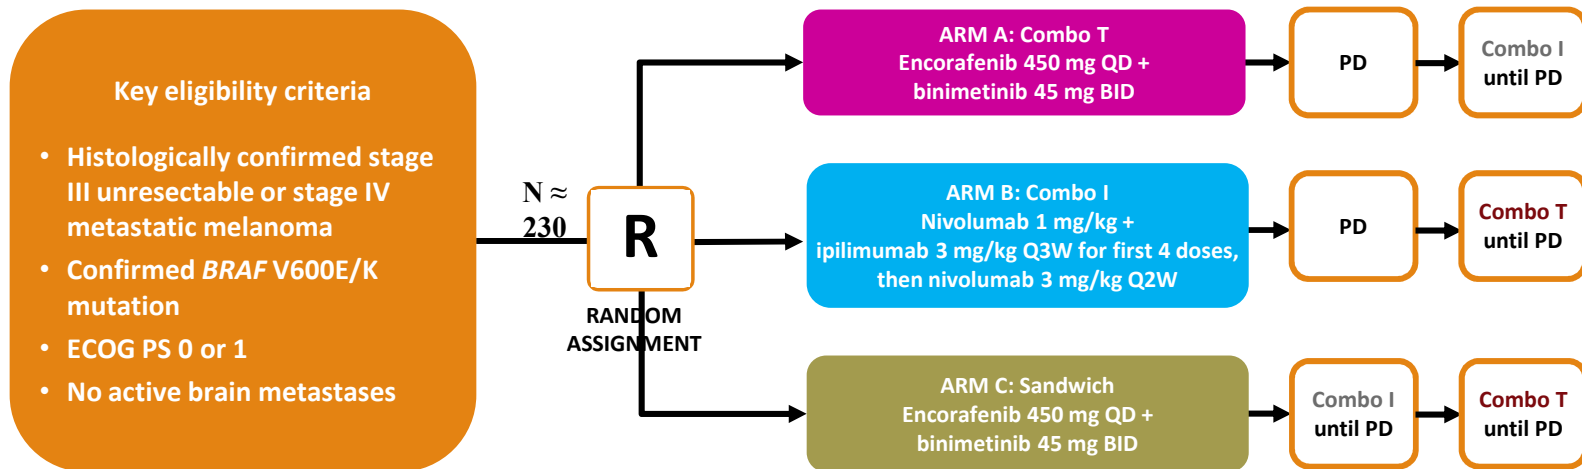 Key eligibility criteria
• Histologically confirmed stage
III unresectable or stage IV
metastatic melanoma
• Confirmed BRAF V600E/K
mutation
• ECOG PS 0 or 1
• No active brain metastases
N ≈
230
R
RANDOM
ASSIGNMENT
ARM A: Combo T
Encorafenib 450 mg QD +
binimetinib 45 mg BID
PD
Combo I
until PD
ARM B: Combo I
Nivolumab 1 mg/kg +
ipilimumab 3 mg/kg Q3W for first 4 doses,
then nivolumab 3 mg/kg Q2W
PD
Combo T
until PD
ARM C: Sandwich
Encorafenib 450 mg QD +
binimetinib 45 mg BID
Combo I
until PD
Combo T
until PD